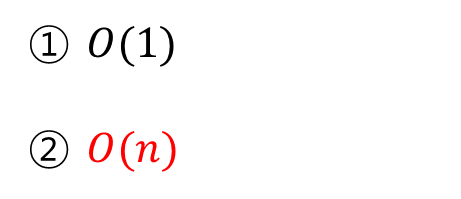 ① O(1)
② O(n)